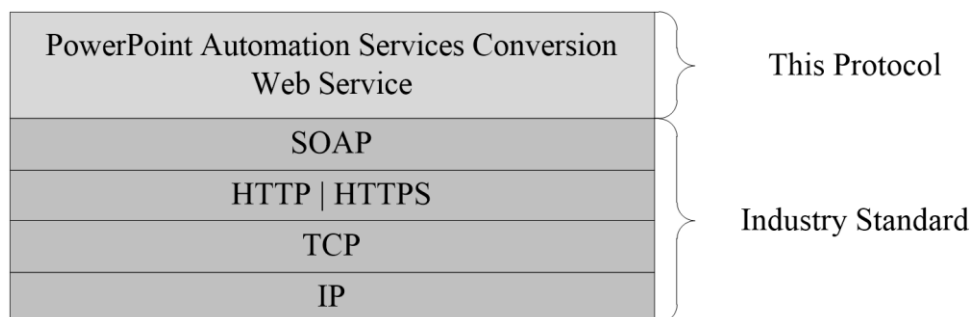 PowerPoint Automation Services Conversion
Web Service
This Protocol
SOAP
HTTP | HTTPS
TCP
IP
Industry Standard